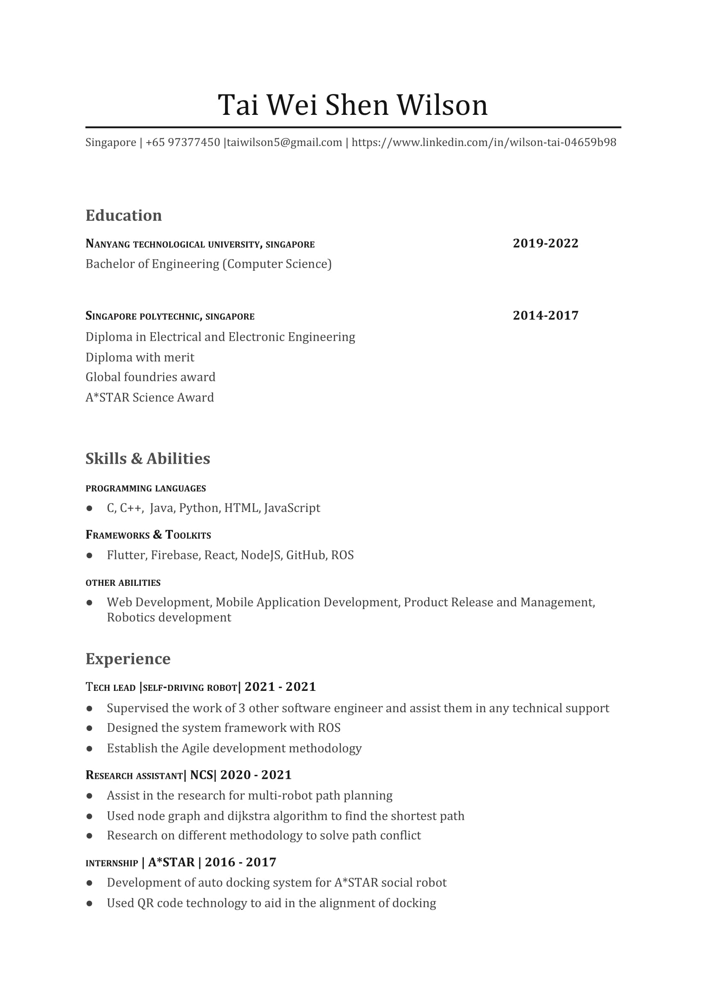 Tai Wei Shen Wilson
Singapore | +65 97377450 |taiwilson5@gmail.com | https://www.linkedin.com/in/wilson-tai-04659b98
Education
Nanyang technological university, singapore 2019-2022
Bachelor of Engineering (Computer Science)
Singapore polytechnic, singapore 2014-2017
Diploma in Electrical and Electronic Engineering
Diploma with merit
Global foundries award
A*STAR Science Award
Skills & Abilities
programming languages
● C, C++, Java, Python, HTML, JavaScript
Frameworks & Toolkits
● Flutter, Firebase, React, NodeJS, GitHub, ROS
other abilities
● Web Development, Mobile Application Development, Product Release and Management,
Robotics development
Experience
Tech lead |self-driving robot| 2021 - 2021
● Supervised the work of 3 other software engineer and assist them in any technical support
● Designed the system framework with ROS
● Establish the Agile development methodology
Research assistant| NCS| 2020 - 2021
● Assist in the research for multi-robot path planning
● Used node graph and dijkstra algorithm to find the shortest path
● Research on different methodology to solve path conflict
internship | A*STAR | 2016 - 2017
● Development of auto docking system for A*STAR social robot
● Used QR code technology to aid in the alignment of docking